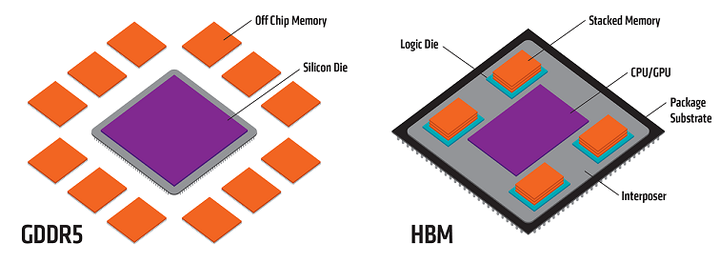 Off Chip Memory
Silicon Die
GDDR5
Stacked Memory
Logic Die
CPU/GPU
Package
Substrate
Interposer
HBM